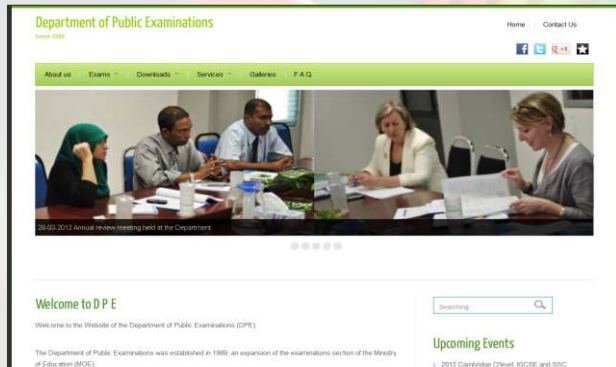 Department of Public Examinations
Since 1989
Home
Contact Us
+1
About us
Exams
Downloads
Services
Galleries
F A Q
28-03-2012 Annual review meeting held at the Department
Welcome to D P E
Welcome to the Website of the Department of Public Examinations (DPE).
The Department of Public Examinations was established in 1989, an expansion of the examinations section of the Ministry
of Education (MOE).
Searching
Upcoming Events
2012 Cambridge O'level, IGCSE and SSC